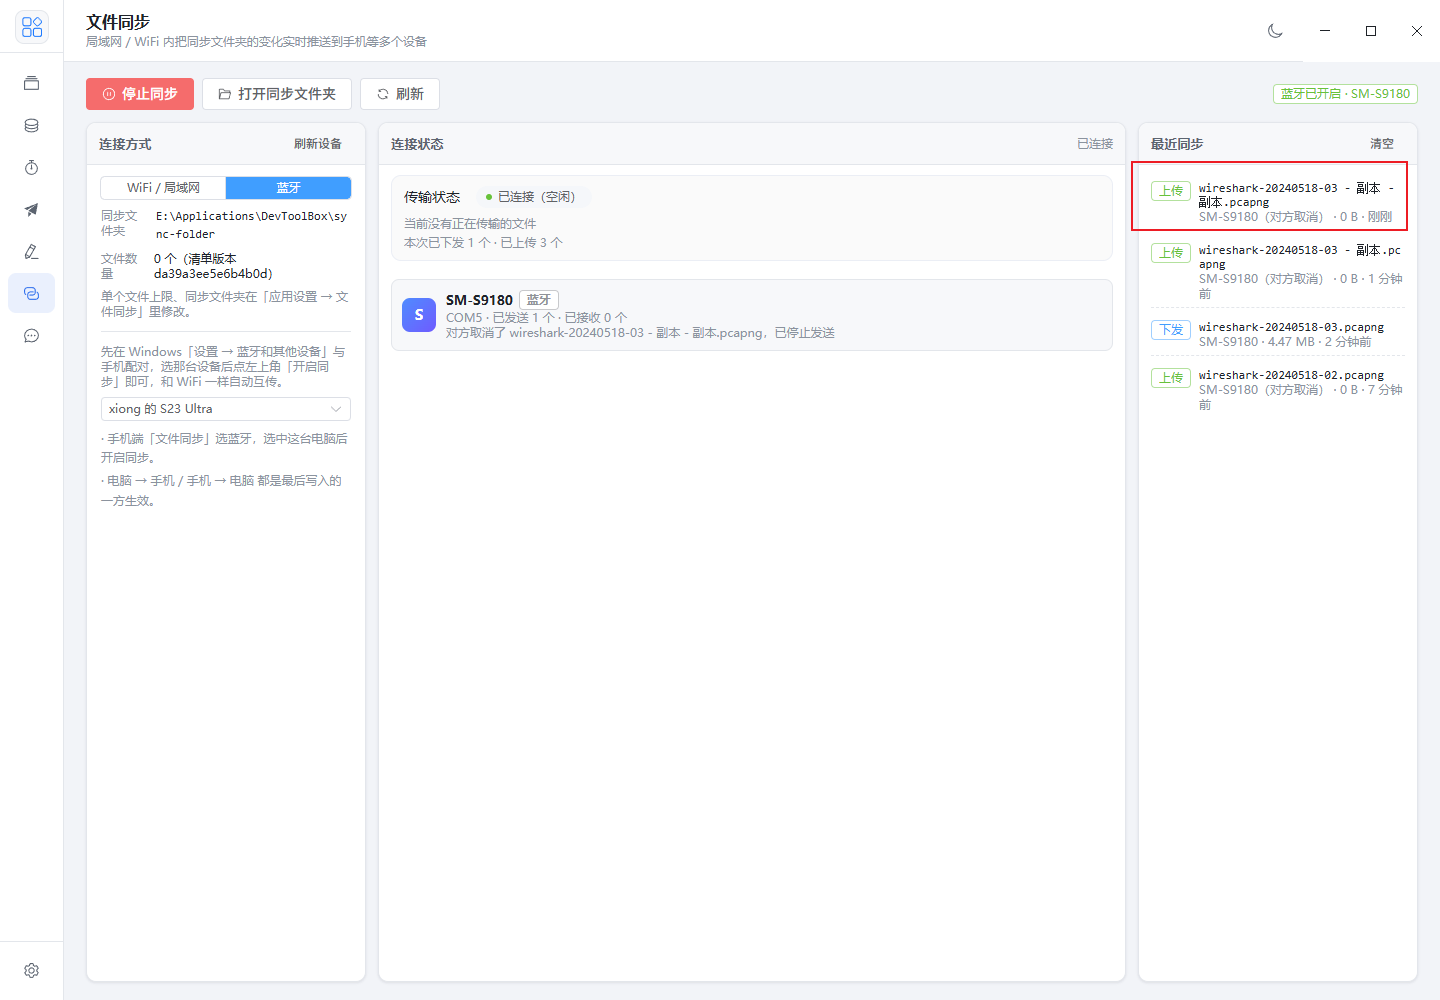 文件同步
局域网 / WiFi 内把同步文件夹的变化实时推送到手机等多个设备
停止同步
打开同步文件夹
刷新
蓝牙已开启 · SM-S9180
连接方式
刷新设备
WiFi / 局域网
蓝牙
同步文件夹
E:\Applications\DevToolBox\sy
nc-folder
文件数量
0 个（清单版本
da39a3ee5e6b4b0d）
单个文件上限、同步文件夹在「应用设置 → 文
件同步」里修改。
先在 Windows「设置 → 蓝牙和其他设备」与
手机配对，选那台设备后点左上角「开启同
步」即可，和 WiFi 一样自动互传。
xiong 的 S23 Ultra
· 手机端「文件同步」选蓝牙，选中这台电脑后
开启同步。
· 电脑 → 手机 / 手机 → 电脑 都是最后写入的
一方生效。
连接状态
已连接
传输状态
已连接（空闲）
当前没有正在传输的文件
本次已下发 1 个 · 已上传 3 个
S
SM-S9180
蓝牙
COM5 · 已发送 1 个 · 已接收 0 个
对方取消了 wireshark-20240518-03 - 副本 - 副本.pcapng，已停止发送
最近同步
清空
上传
wireshark-20240518-03 - 副本 -
副本.pcapng
SM-S9180（对方取消） · 0 B · 刚刚
上传
wireshark-20240518-03 - 副本.pc
apng
SM-S9180（对方取消） · 0 B · 1 分钟
前
下发
wireshark-20240518-03.pcapng
SM-S9180 · 4.47 MB · 2 分钟前
上传
wireshark-20240518-02.pcapng
SM-S9180（对方取消） · 0 B · 7 分钟
前